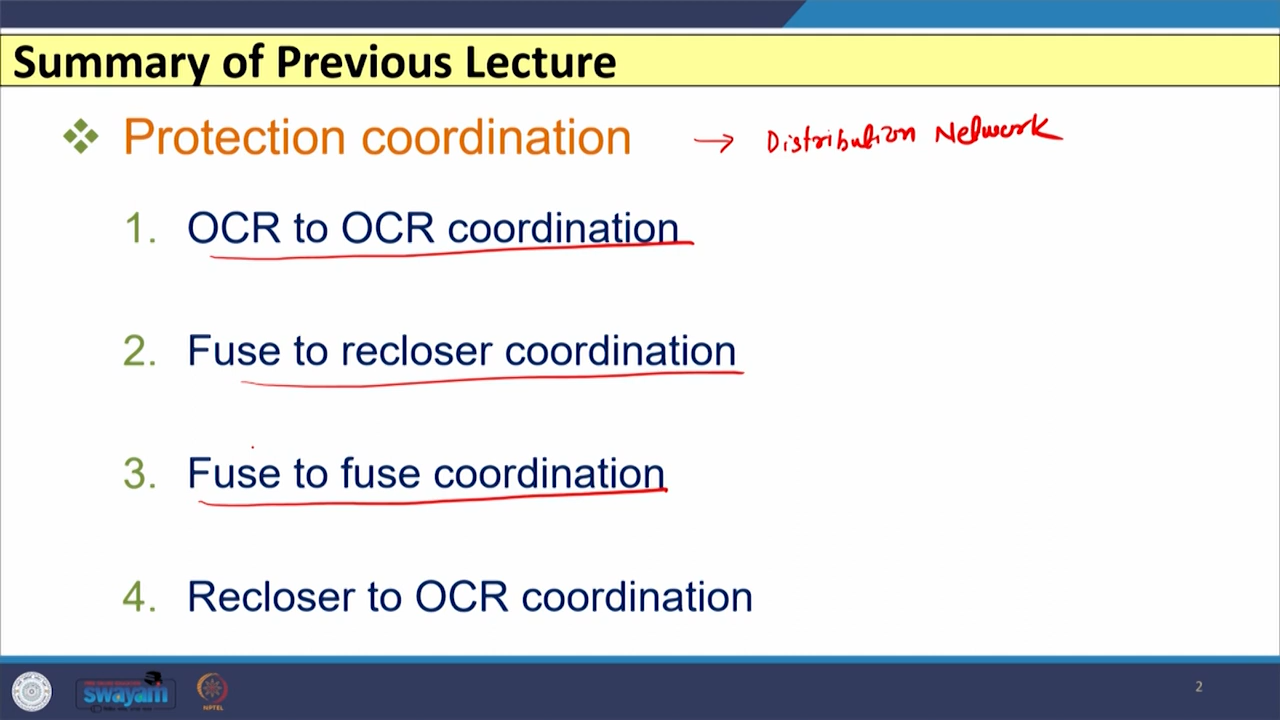 Summary of Previous Lecture
❖ Protection coordination → Distribution Network
1. OCR to OCR coordination
2. Fuse to recloser coordination
3. Fuse to fuse coordination
4. Recloser to OCR coordination
swayam
NPTEL
2